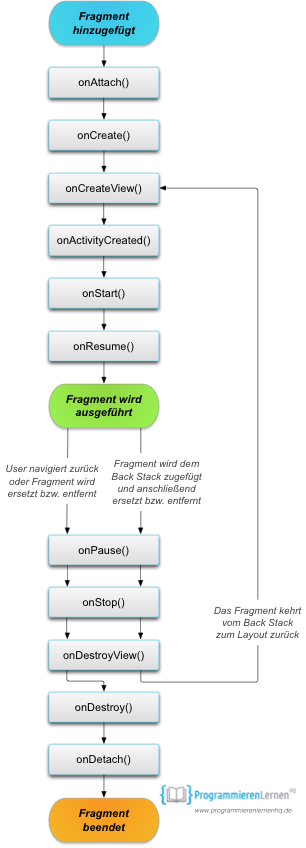 Fragment
hinzugefügt
onAttach()
onCreate()
onCreateView()
onActivityCreated()
onStart()
onResume()
Fragment wird
ausgeführt
User navigiert zurück
oder Fragment wird
ersetzt bzw. entfernt
Fragment wird dem
Back Stack zugefügt
und anschließend
ersetzt bzw. entfernt
onPause()
onStop()
Das Fragment kehrt
vom Back Stack
zum Layout zurück
onDestroyView()
onDestroy()
onDetach()
ProgrammierenLernenHQ
www.programmierenlernenhq.de
Fragment
beendet